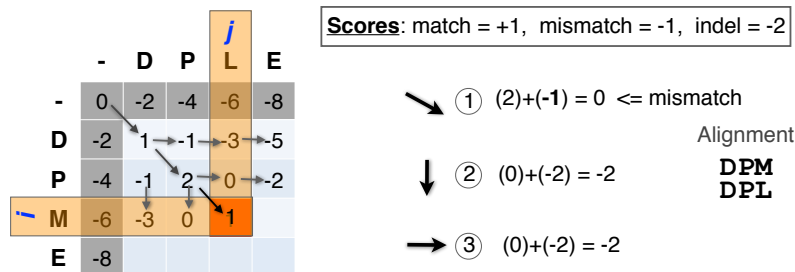 Scores: match = +1, mismatch = -1, indel = -2
j
- D P L E
- 0 -2 -4 -6 -8
D -2 1 -1 -3 -5
P -4 -1 2 0 -2
i M -6 -3 0 1
E -8
1 (2)+(-1) = 0 <= mismatch
2 (0)+(-2) = -2
3 (0)+(-2) = -2
Alignment
DPM
DPL